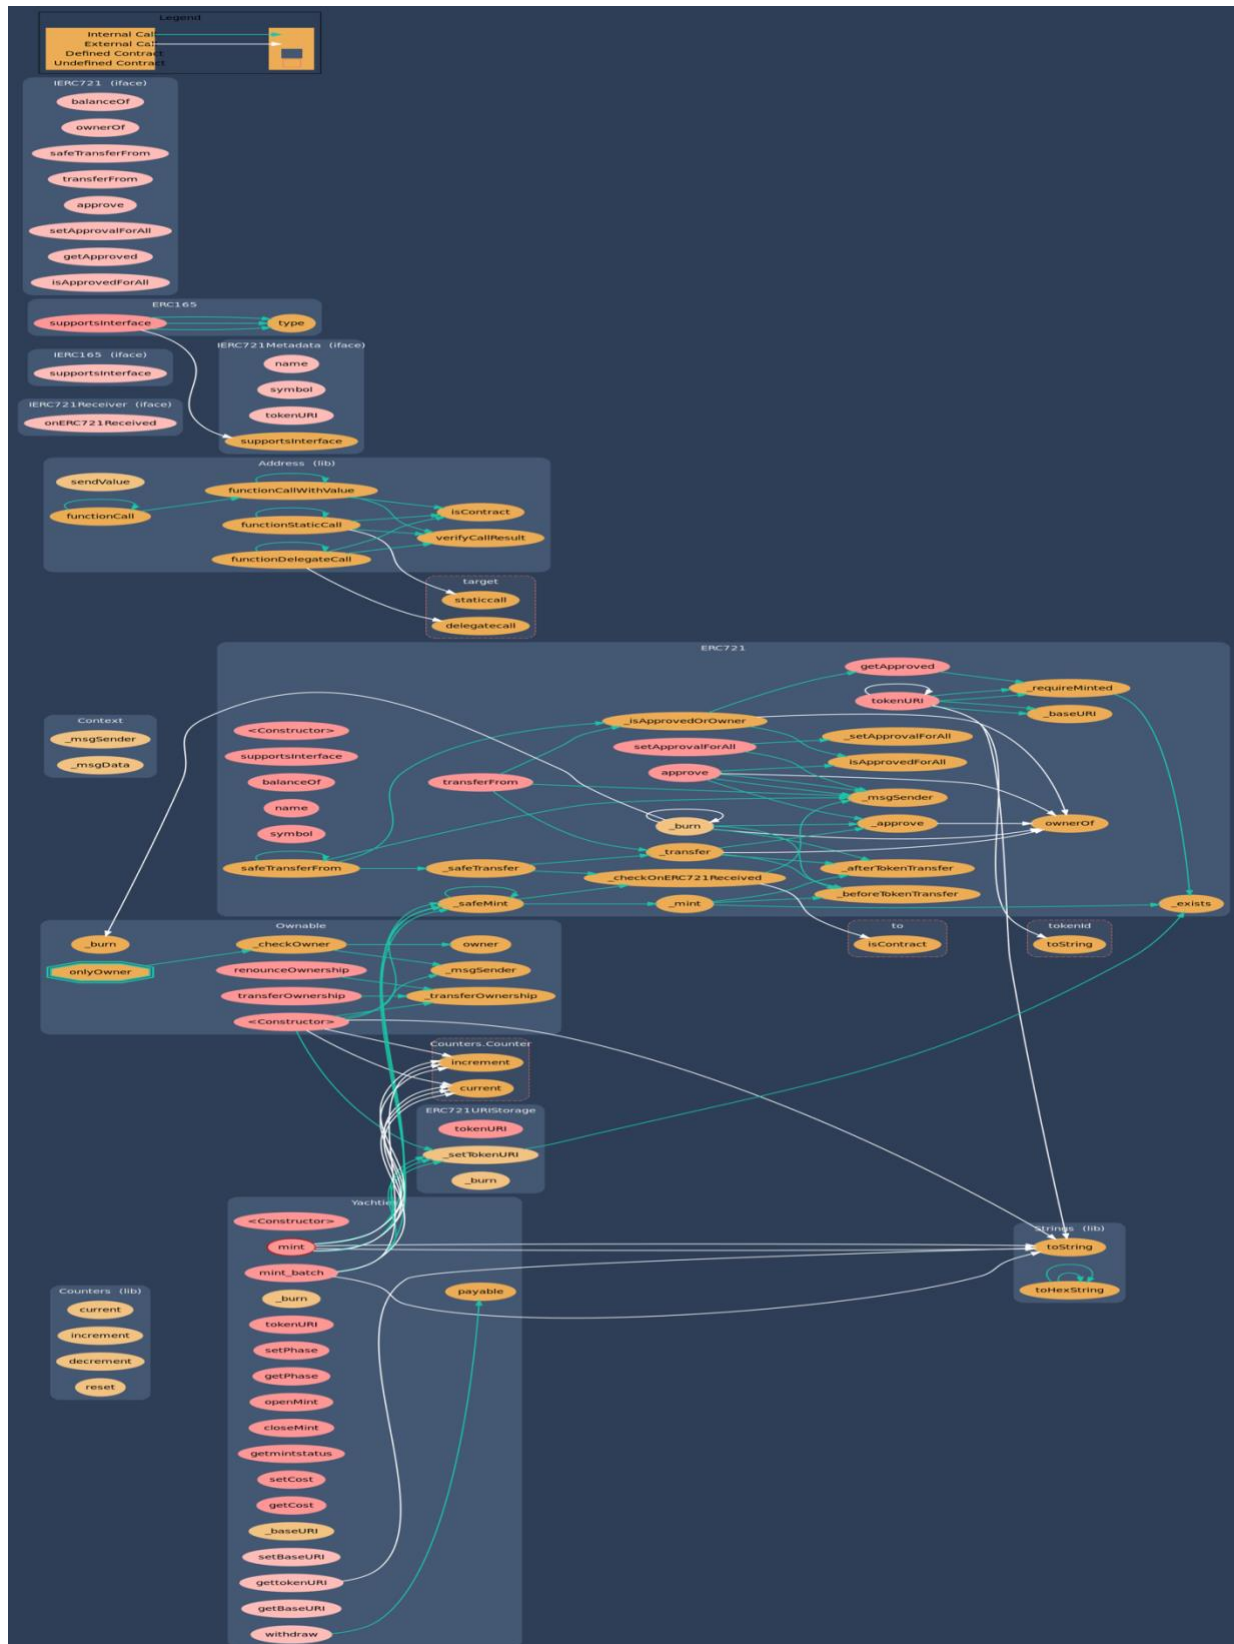 Legend
Internal Cal
External Cal
Defined Contract
Undefined Contract
IERC721 (iface)
balanceOf
ownerOf
safeTransferFrom
transferFrom
approve
setApprovalForAll
getApproved
isApprovedForAll
ERC165
supportsInterface
type
IERC165 (iface)
supportsInterface
IERC721Metadata (iface)
name
symbol
tokenURI
supportsInterface
IERC721Receiver (iface)
onERC721Received
Address (lib)
sendValue
functionCall
functionCallWithValue
functionStaticCall
functionDelegateCall
isContract
verifyCallResult
target
staticcall
delegatecall
Context
_msgSender
_msgData
ERC721
<Constructor>
supportsInterface
balanceOf
name
symbol
safeTransferFrom
transferFrom
_safeTransfer
_safeMint
_isApprovedOrOwner
setApprovalForAll
approve
_burn
_transfer
_checkOnERC721Received
_mint
getApproved
tokenURI
_setApprovalForAll
isApprovedForAll
_msgSender
_approve
_afterTokenTransfer
_beforeTokenTransfer
_requireMinted
_baseURI
ownerOf
_exists
to
isContract
tokenId
toString
Ownable
_burn
onlyOwner
_checkOwner
renounceOwnership
transferOwnership
<Constructor>
owner
_msgSender
_transferOwnership
Counters.Counter
increment
current
ERC721URIStorage
tokenURI
_setTokenURI
_burn
Yachties
<Constructor>
mint
mint_batch
_burn
tokenURI
setPhase
getPhase
openMint
closeMint
getmintstatus
setCost
getCost
_baseURI
setBaseURI
gettokenURI
getBaseURI
withdraw
payable
Counters (lib)
current
increment
decrement
reset
Strings (lib)
toString
toHexString